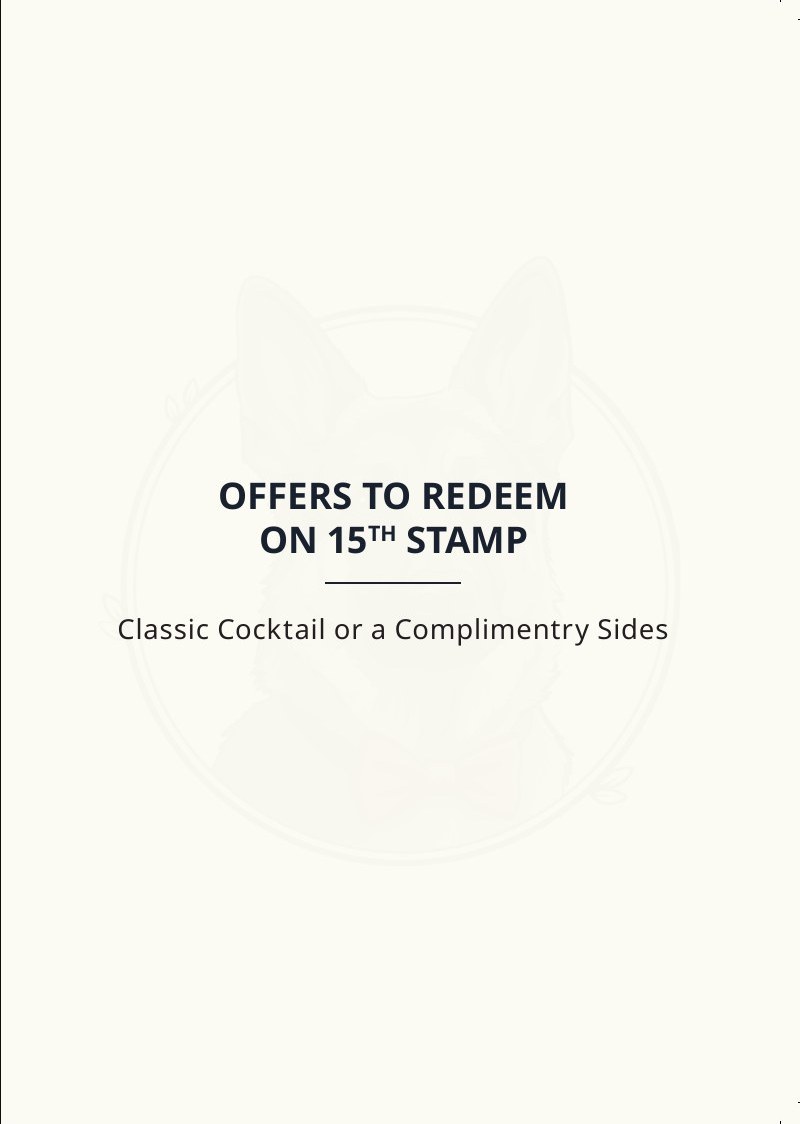 OFFERS TO REDEEM
ON 15TH STAMP
Classic Cocktail or a Complimentry Sides